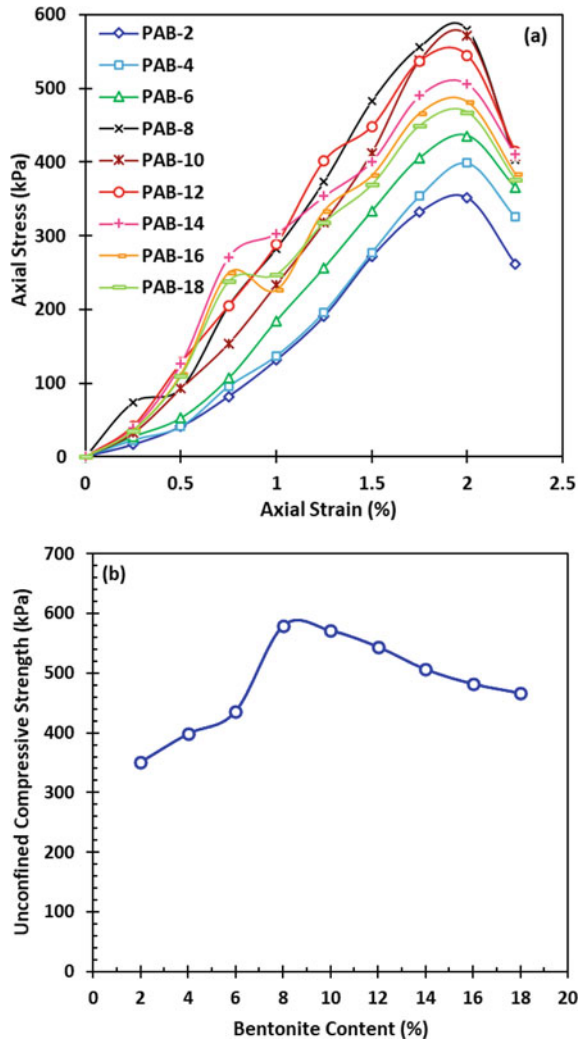 (a)
600
500
400
300
200
100
0
Axial Stress (kPa)
PAB-2
PAB-4
PAB-6
PAB-8
PAB-10
PAB-12
PAB-14
PAB-16
PAB-18
0 0.5 1 1.5 2 2.5
Axial Strain (%)
(b)
700
600
500
400
300
200
100
0
Unconfined Compressive Strength (kPa)
0 2 4 6 8 10 12 14 16 18 20
Bentonite Content (%)